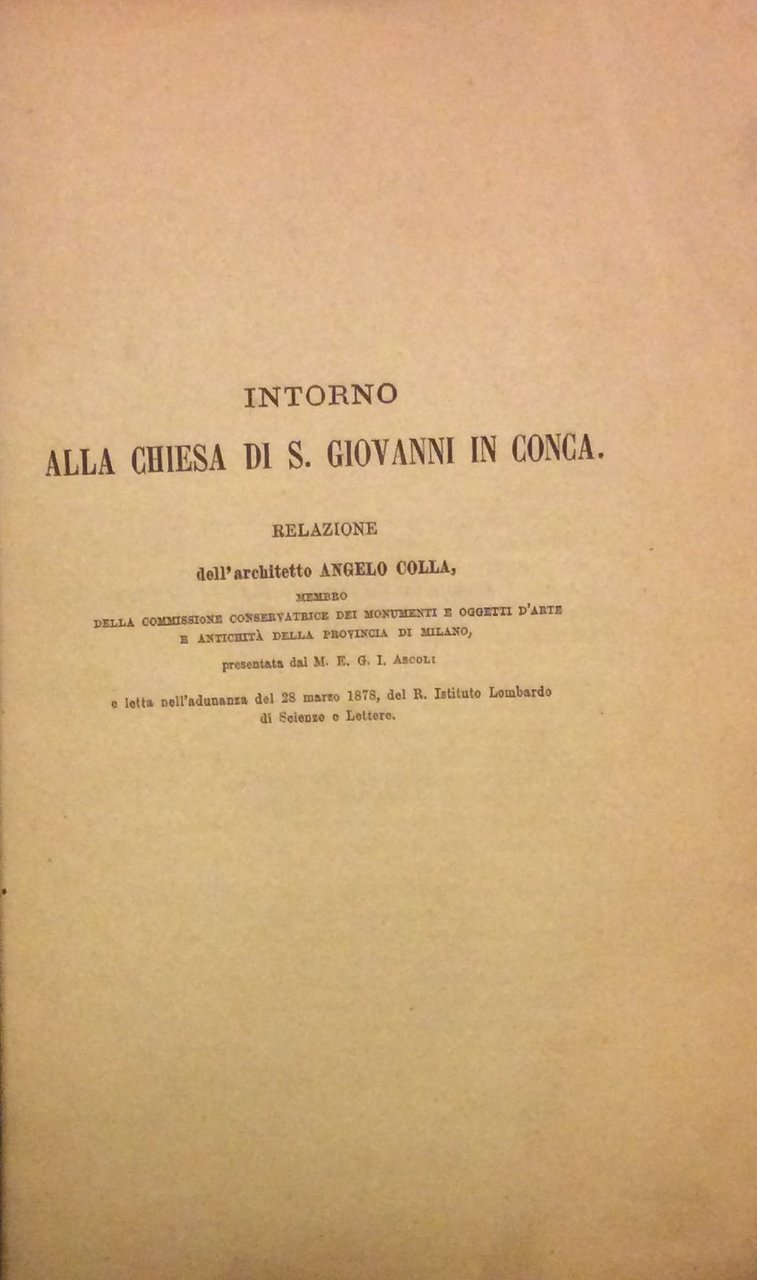 INTORNO
ALLA CHIESA DI S. GIOVANNI IN CONCA.
RELAZIONE
dell'architetto ANGELO COLLA,
MEMBRO
DELLA COMMISSIONE CONSERVATRICE DEI MONUMENTI E OGGETTI D'ARTE
E ANTICHITÀ DELLA PROVINCIA DI MILANO,
presentata dal M. E. G. I. ASCOLI
e letta nell'adunanza del 28 marzo 1878, del R. Istituto Lombardo
di Scienze e Lettere.